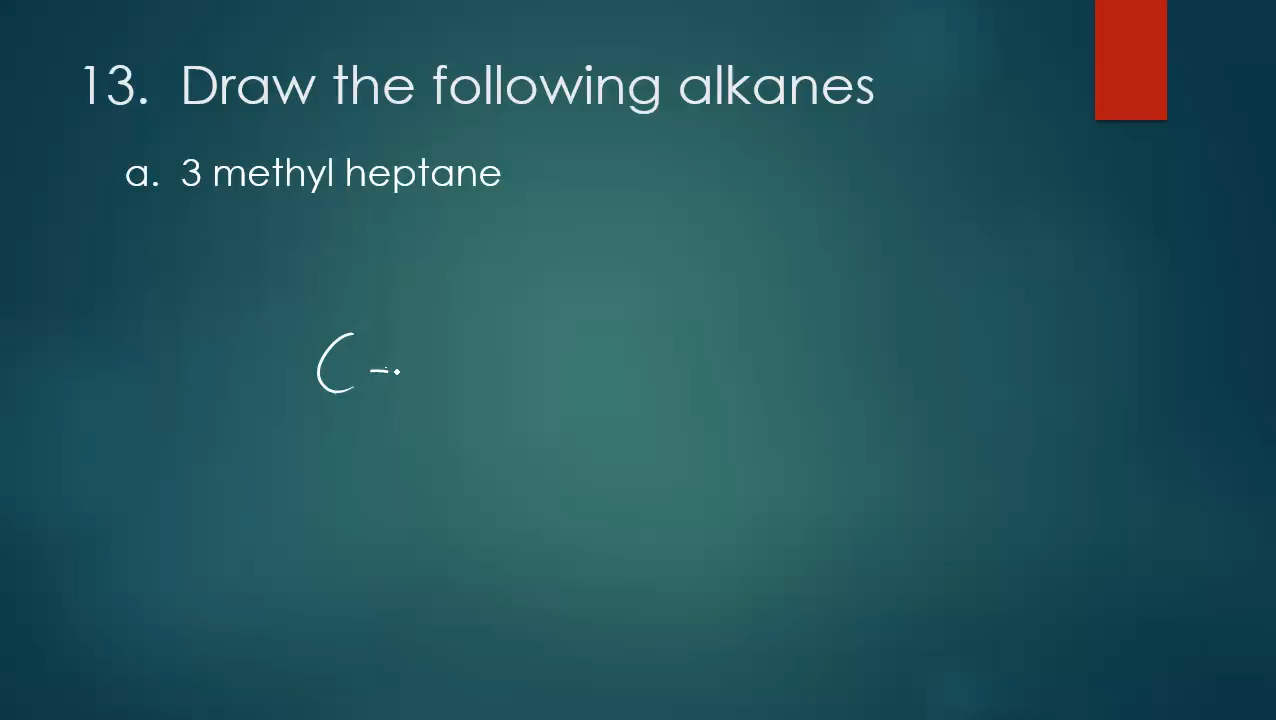 13. Draw the following alkanes
a. 3 methyl heptane
C -